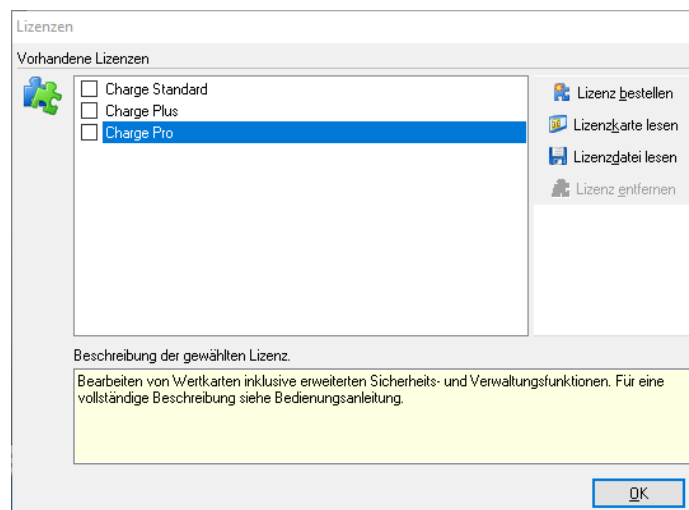 Lizenzen
Vorhandene Lizenzen
Charge Standard
Charge Plus
Charge Pro
Lizenz bestellen
Lizenzkarte lesen
Lizenzdatei lesen
Lizenz entfernen
Beschreibung der gewählten Lizenz.
Bearbeiten von Wertkarten inklusive erweiterten Sicherheits- und Verwaltungsfunktionen. Für eine
vollständige Beschreibung siehe Bedienungsanleitung.
OK